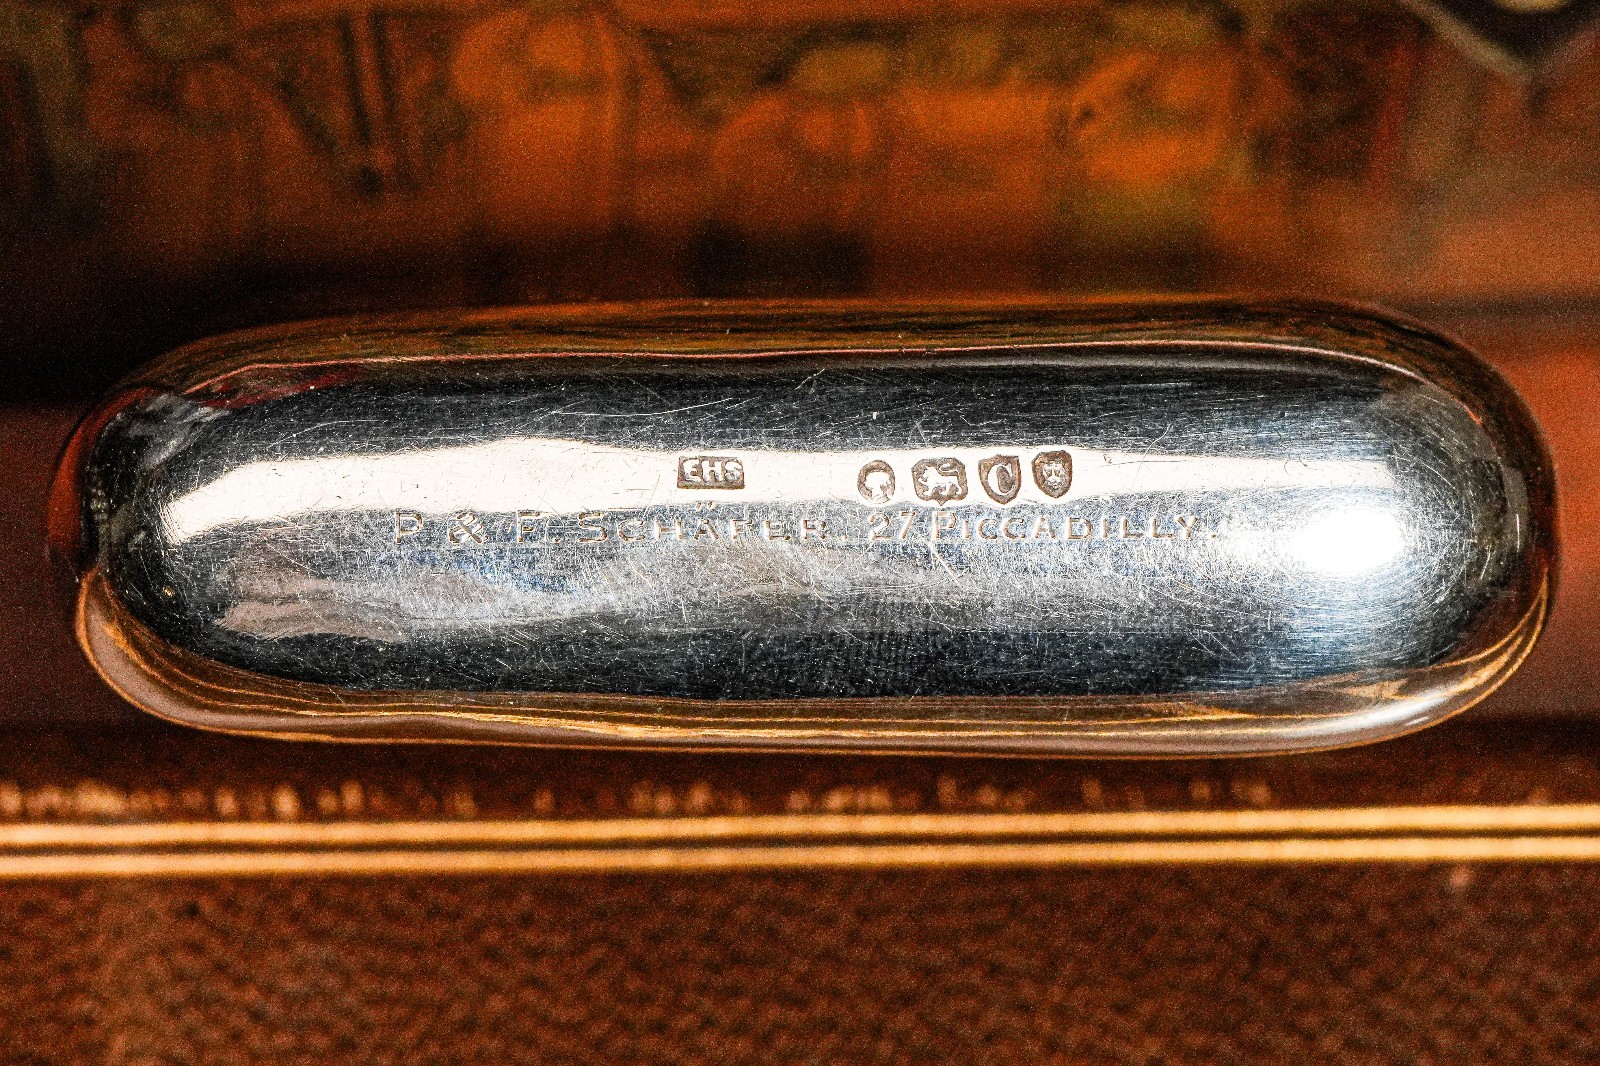 EHS C
P. & F. SCHÄFER 27, PICCADILLY.